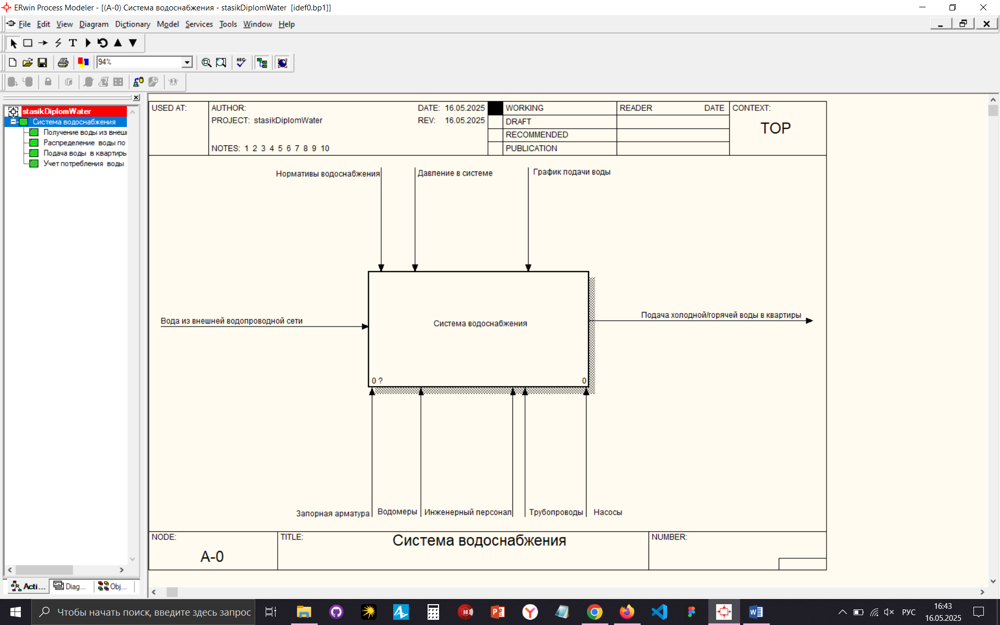 ERwin Process Modeler - [(A-0) Система водоснабжения - stasikDiplomWater [idef0.bp1]]
File Edit View Diagram Dictionary Model Services Tools Window Help
T
94%
ABC
stasikDiplomWater
Система водоснабжения
Получение воды из внеш
Распределение воды по
Подача воды в квартиры
Учет потребления воды
Acti... Diag... Obj...
USED AT: AUTHOR: DATE: 16.05.2025 WORKING READER DATE CONTEXT:
PROJECT: stasikDiplomWater REV: 16.05.2025 DRAFT
TOP
RECOMMENDED
NOTES: 1 2 3 4 5 6 7 8 9 10 PUBLICATION
Нормативы водоснабжения Давление в системе График подачи воды
Вода из внешней водопроводной сети
Система водоснабжения
Подача холодной/горячей воды в квартиры
0 ? 0
Запорная арматура Водомеры Инженерный персонал Трубопроводы Насосы
NODE: TITLE: Система водоснабжения NUMBER:
A-0
Чтобы начать поиск, введите здесь запрос
РУС
16:43
16.05.2025